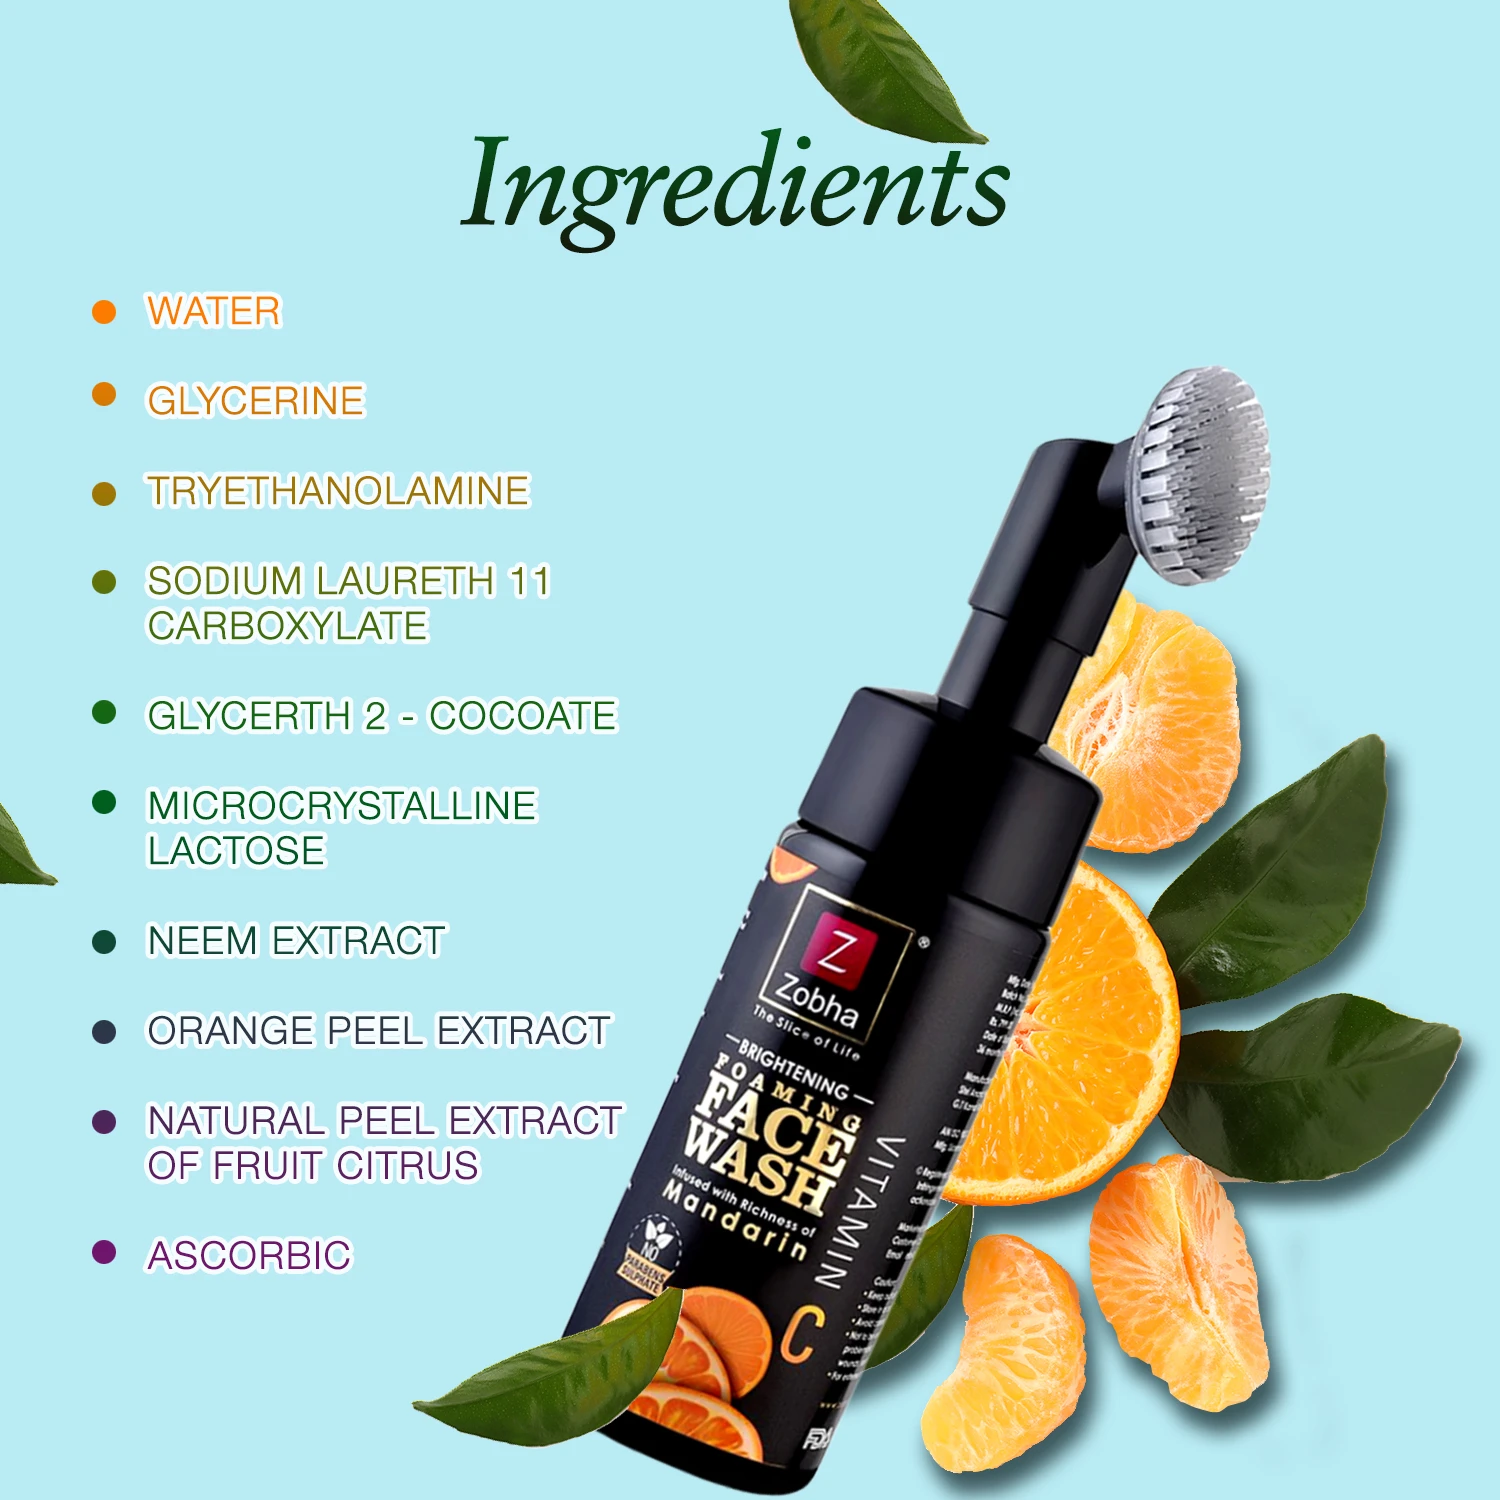 Ingredients
WATER
GLYCERINE
TRYETHANOLAMINE
SODIUM LAURETH 11
CARBOXYLATE
GLYCERTH 2 - COCOATE
MICROCRYSTALLINE
LACTOSE
NEEM EXTRACT
ORANGE PEEL EXTRACT
NATURAL PEEL EXTRACT
OF FRUIT CITRUS
ASCORBIC
Z
Zobha
®
The Slice of Life
BRIGHTENING
FOAMING
FACE
WASH
Infused with Richness of
Mandarin
VITAMIN
C
NO
PARABENS
SULPHATE